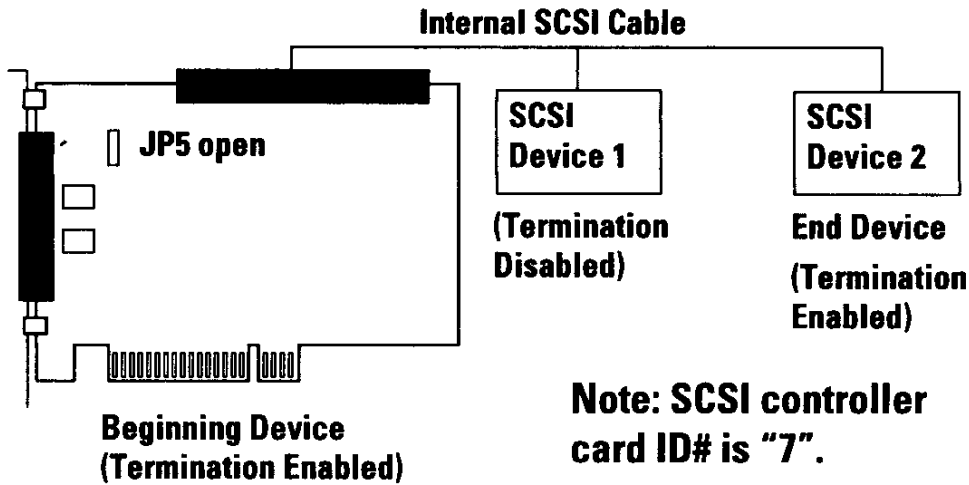 Internal SCSI Cable
JP5 open
SCSI
Device 1
SCSI
Device 2
(Termination
Disabled)
End Device
(Termination
Enabled)
Beginning Device
(Termination Enabled)
Note: SCSI controller
card ID# is "7".